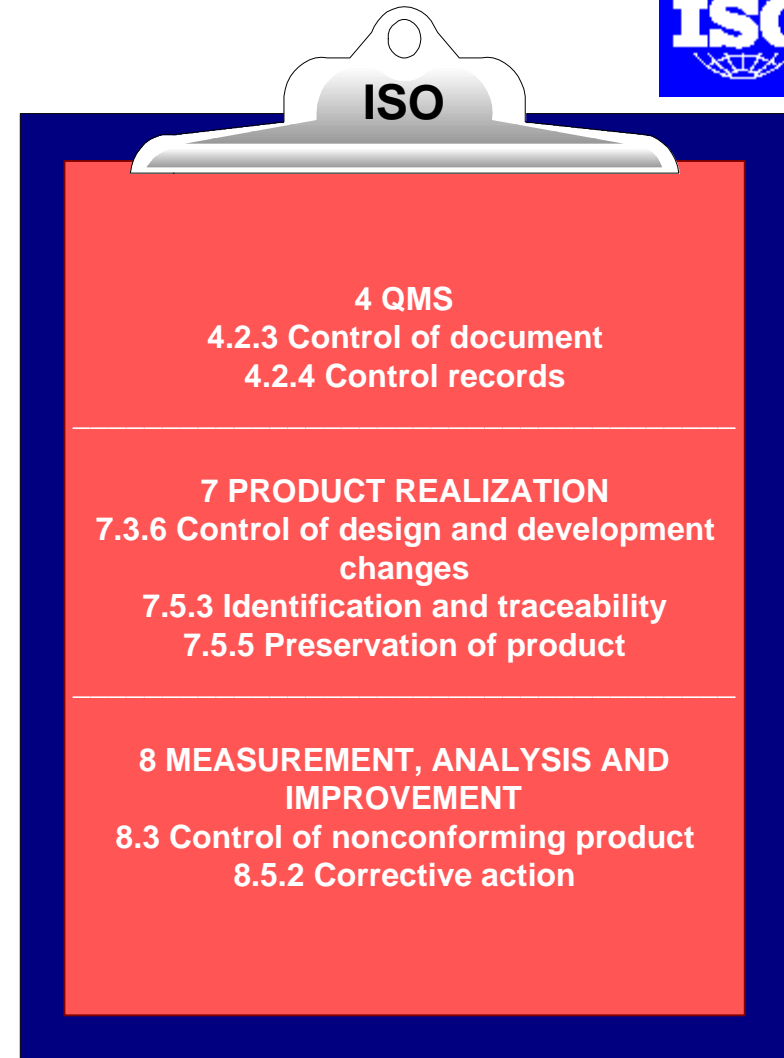 ISO
ISO
4 QMS
4.2.3 Control of document
4.2.4 Control records
7 PRODUCT REALIZATION
7.3.6 Control of design and development
changes
7.5.3 Identification and traceability
7.5.5 Preservation of product
8 MEASUREMENT, ANALYSIS AND
IMPROVEMENT
8.3 Control of nonconforming product
8.5.2 Corrective action